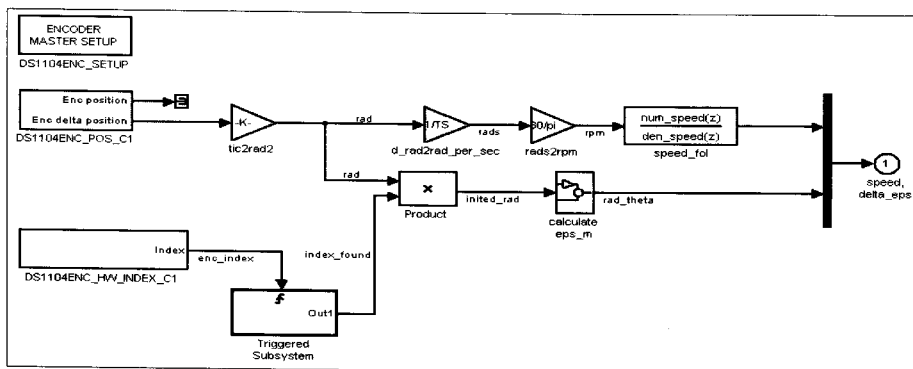 ENCODER
MASTER SETUP
DS1104ENC_SETUP
Enc position
Enc delta position
DS1104ENC_POS_C1
-K-
tic2rad2
rad
1/TS
d_rad2rad_per_sec
rads
60/pi
rads2rpm
rpm
num_speed(z)
den_speed(z)
speed_fol
rad
×
Product
inited_rad
calculate
eps_m
rad_theta
1
speed,
delta_eps
Index
enc_index
DS1104ENC_HW_INDEX_C1
index_found
Out1
Triggered
Subsystem